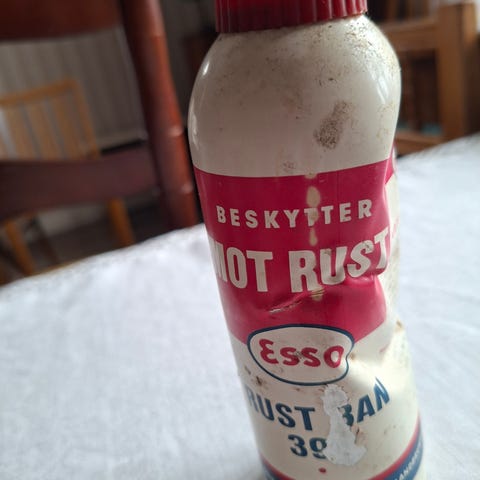 BESKYTTER
MOT RUST
Esso
RUST BAN
39